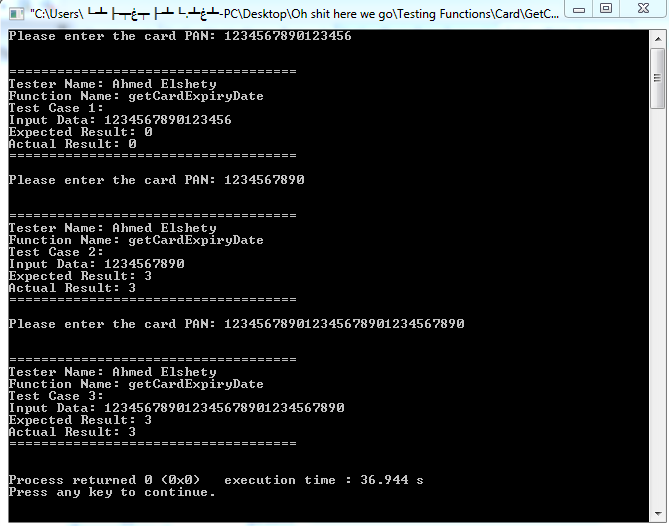 "C:\Users\
-PC\Desktop\Oh shit here we go\Testing Functions\Card\GetC...
Please enter the card PAN: 1234567890123456
==================================== 
Tester Name: Ahmed Elshety
Function Name: getCardExpiryDate
Test Case 1:
Input Data: 1234567890123456
Expected Result: 0
Actual Result: 0
====================================
Please enter the card PAN: 1234567890
====================================
Tester Name: Ahmed Elshety
Function Name: getCardExpiryDate
Test Case 2:
Input Data: 1234567890
Expected Result: 3
Actual Result: 3
====================================
Please enter the card PAN: 123456789012345678901234567890
====================================
Tester Name: Ahmed Elshety
Function Name: getCardExpiryDate
Test Case 3:
Input Data: 123456789012345678901234567890
Expected Result: 3
Actual Result: 3
====================================
Process returned 0 (0x0)   execution time : 36.944 s
Press any key to continue.